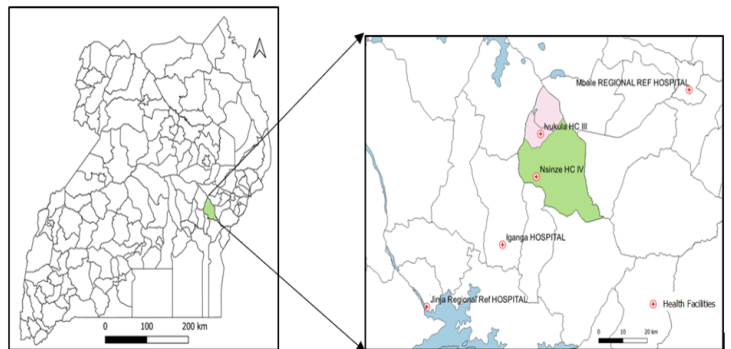 0 100 200 km
Mbale REGIONAL REF HOSPITAL
Ivukula HC III
Nsinze HC IV
Iganga HOSPITAL
Jinja Regional Ref HOSPITAL
Health Facilities
0 10 20 km